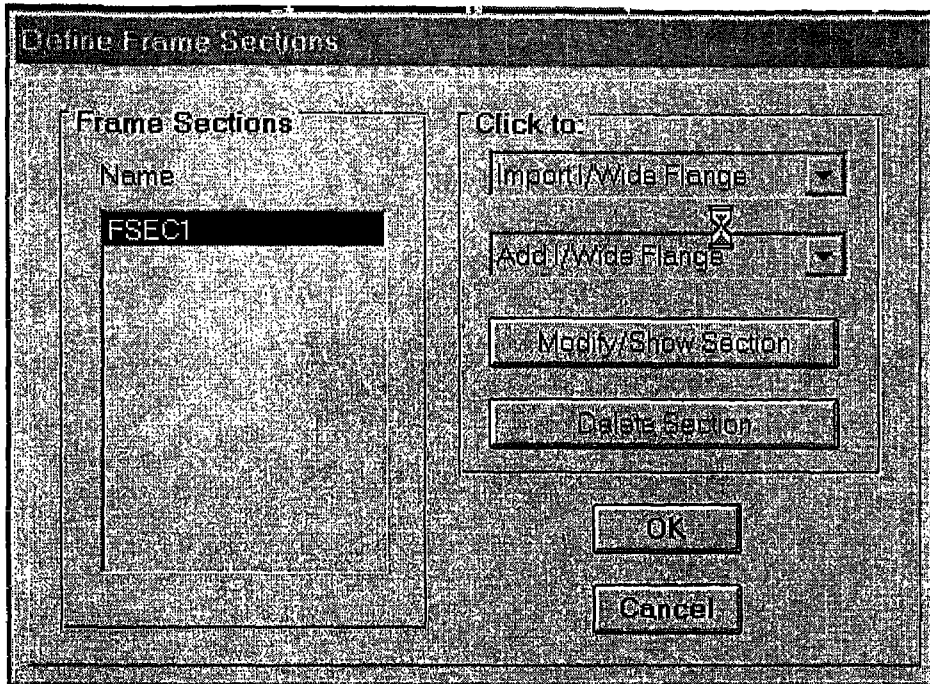 Define Frame Sections
Frame Sections
Name
FSEC1
Click to:
Import I/Wide Flange
Add I/Wide Flange
Modify/Show Section
Delete Section
OK
Cancel